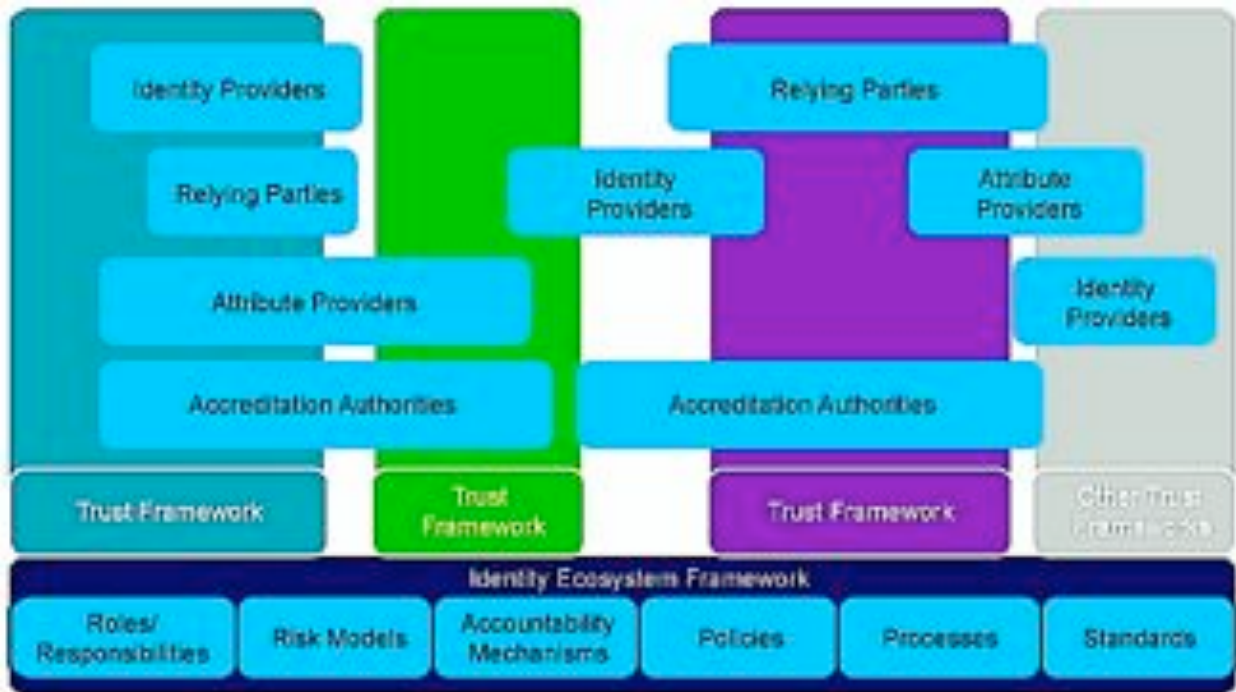 Identity Providers
Relying Parties
Relying Parties
Identity
Providers
Attribute
Providers
Attribute Providers
Identity
Providers
Accreditation Authorities
Accreditation Authorities
Trust Framework
Trust
Framework
Trust Framework
Other Trust
Frameworks
Identity Ecosystem Framework
Roles/
Responsibilities
Risk Models
Accountability
Mechanisms
Policies
Processes
Standards